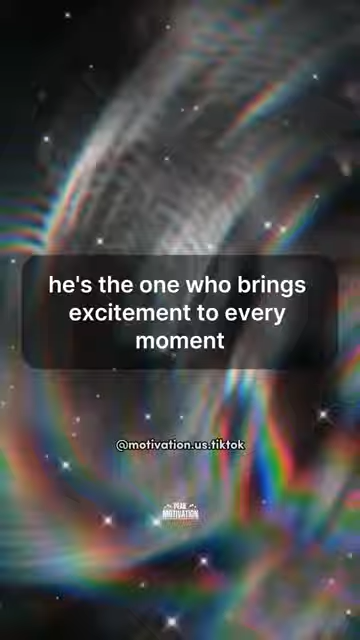 he's the one who brings
excitement to every
moment
@motivation.us.tiktok
PEAK
MOTIVATION